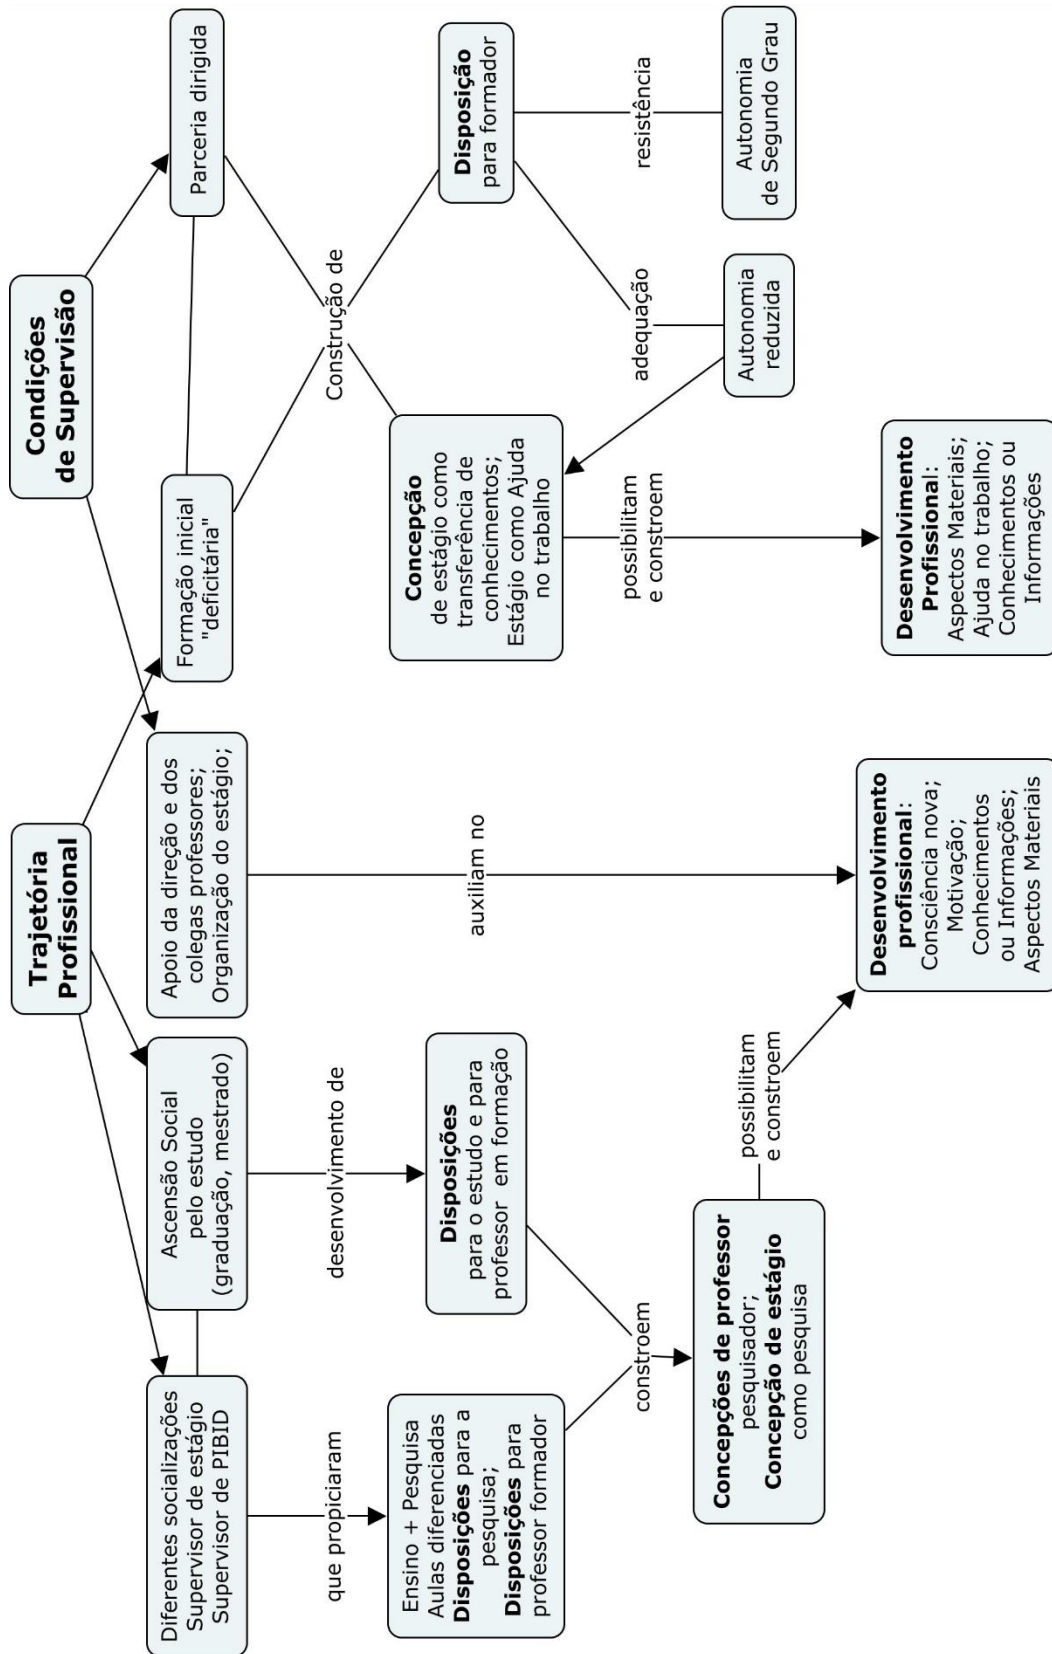 Trajetória
Profissional
Condições
de Supervisão
Diferentes socializações
Supervisor de estágio
Supervisor de PIBID
Ascensão Social
pelo estudo
(graduação, mestrado)
Apoio da direção e dos
colegas professores;
Organização do estágio;
Formação inicial
"deficitária"
Parceria dirigida
que propiciaram
desenvolvimento de
auxiliam no
Construção de
Ensino + Pesquisa
Aulas diferenciadas
Disposições para a
pesquisa;
Disposições para
professor formador
Disposições
para o estudo e para
professor em formação
Concepção
de estágio como
transferência de
conhecimentos;
Estágio como Ajuda
no trabalho
Disposição
para formador
constroem
possibilitam
e constroem
adequação
resistência
Concepções de professor
pesquisador;
Concepção de estágio
como pesquisa
Autonomia
reduzida
Autonomia
de Segundo Grau
possibilitam
e constroem
Desenvolvimento
profissional:
Consciência nova;
Motivação;
Conhecimentos
ou Informações;
Aspectos Materiais
Desenvolvimento
Profissional:
Aspectos Materiais;
Ajuda no trabalho;
Conhecimentos ou
Informações